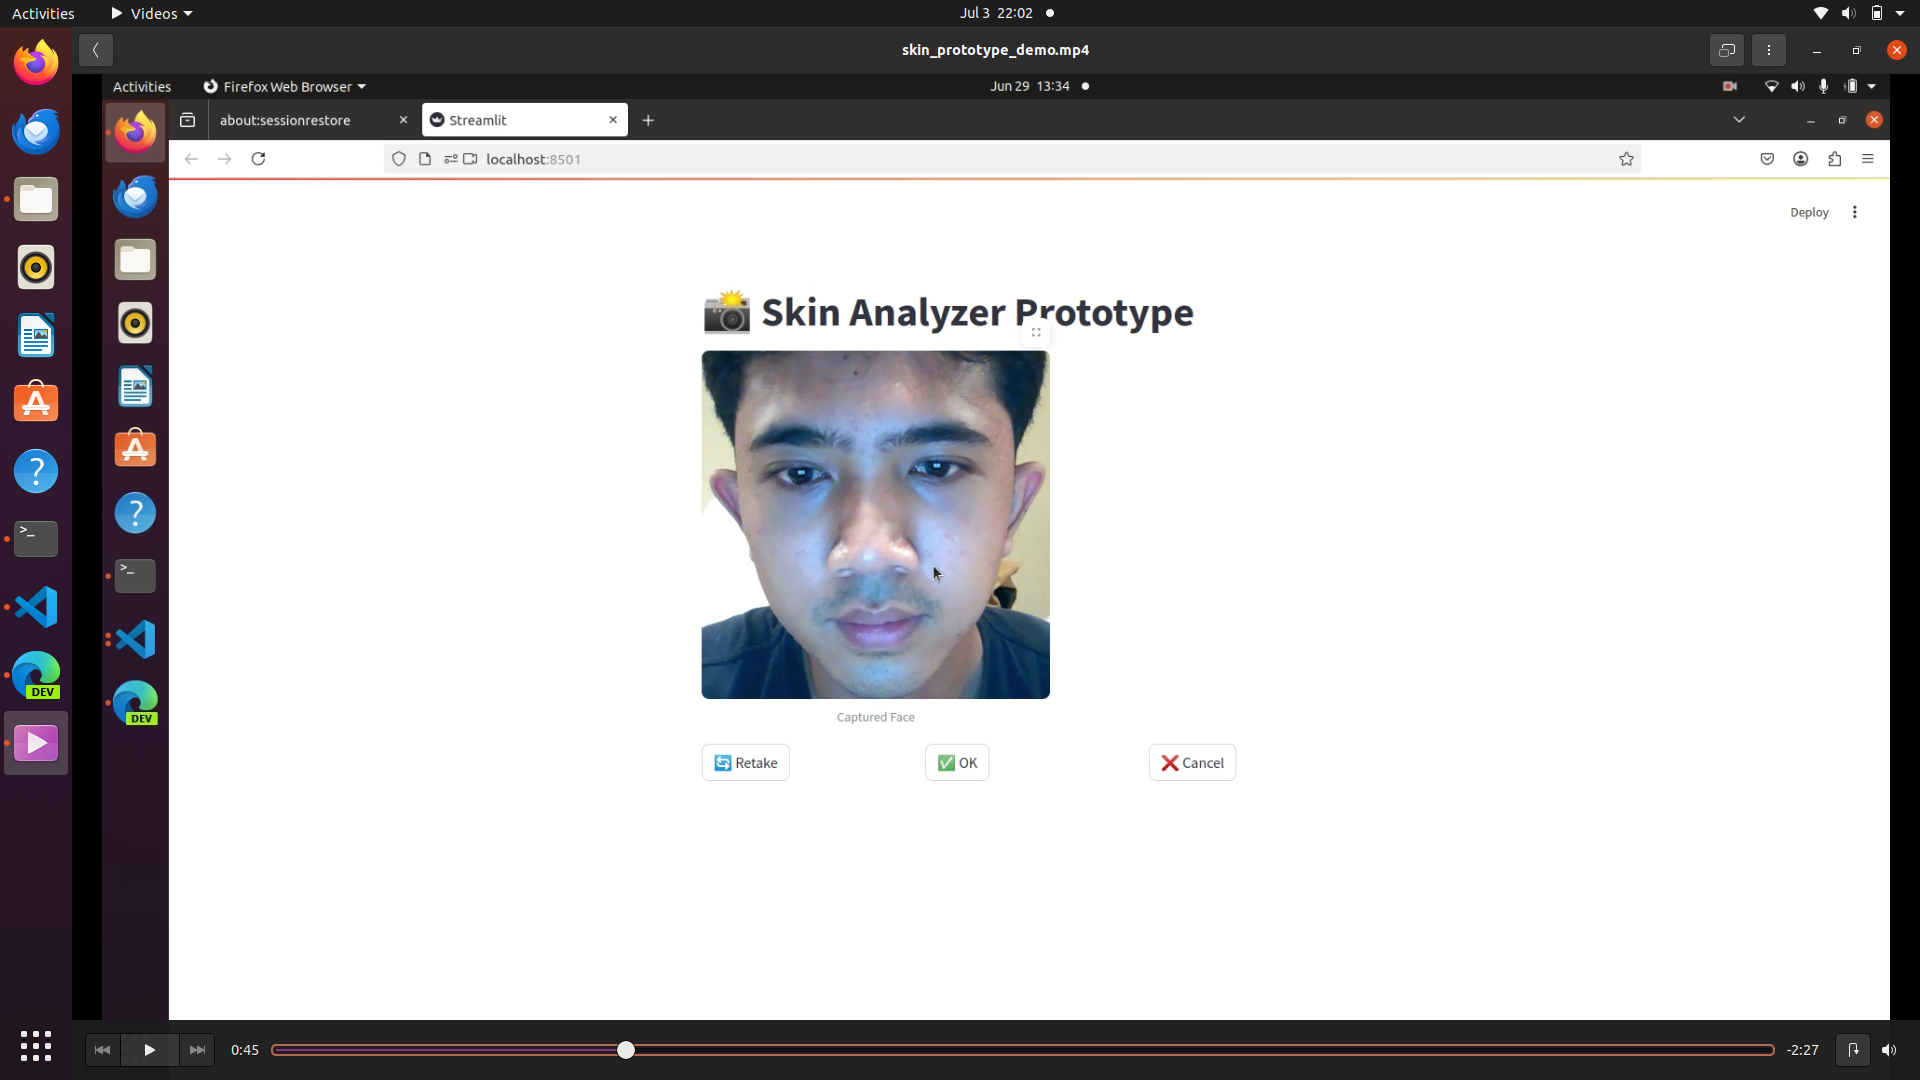 Activities Videos Jul 3 22:02
skin_prototype_demo.mp4
Activities Firefox Web Browser Jun 29 13:34
about:sessionrestore Streamlit
localhost:8501
Deploy
📸 Skin Analyzer Prototype
Captured Face
🔄 Retake ✅ OK ❌ Cancel
>_
>_
DEV
DEV
0:45 -2:27